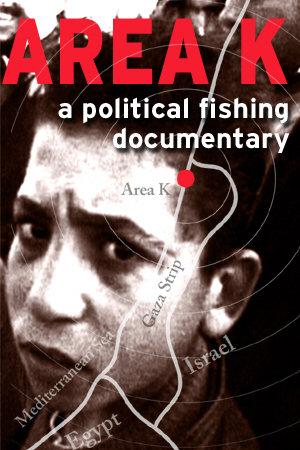 AREA K
a political fishing
documentary
Area K
Gaza Strip
Israel
Mediterranean Sea
Egypt